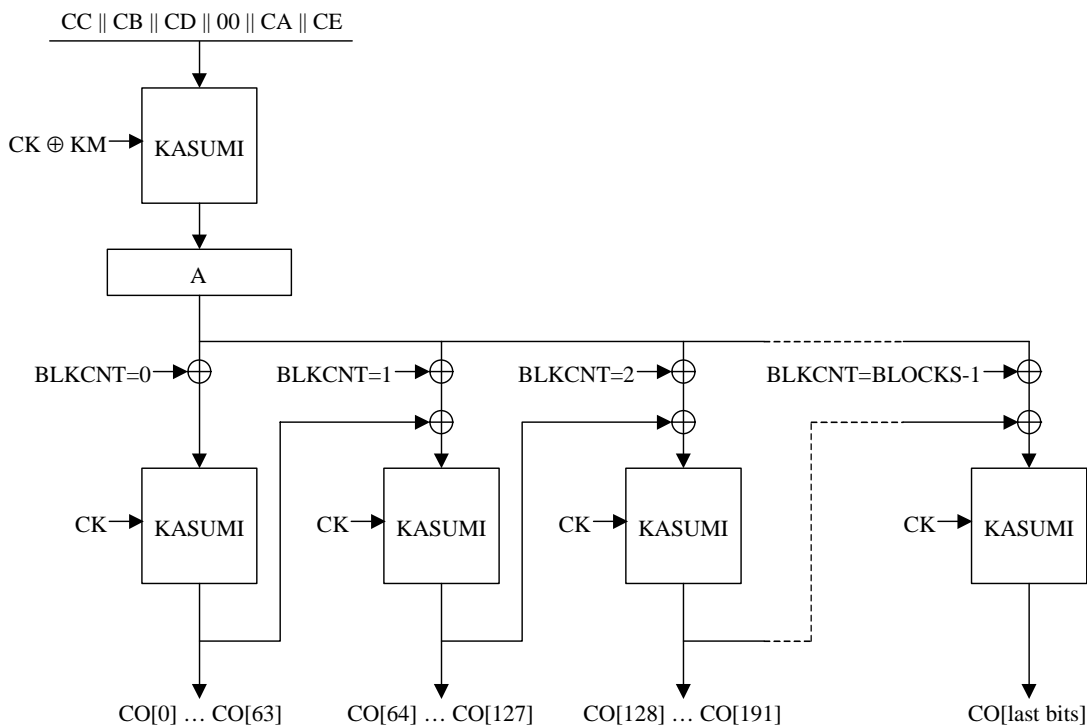 CC || CB || CD || 00 || CA || CE
CK ⊕ KM
KASUMI
A
BLKCNT=0
BLKCNT=1
BLKCNT=2
BLKCNT=BLOCKS-1
CK
KASUMI
CK
KASUMI
CK
KASUMI
CK
KASUMI
CO[0] … CO[63]
CO[64] … CO[127]
CO[128] … CO[191]
CO[last bits]